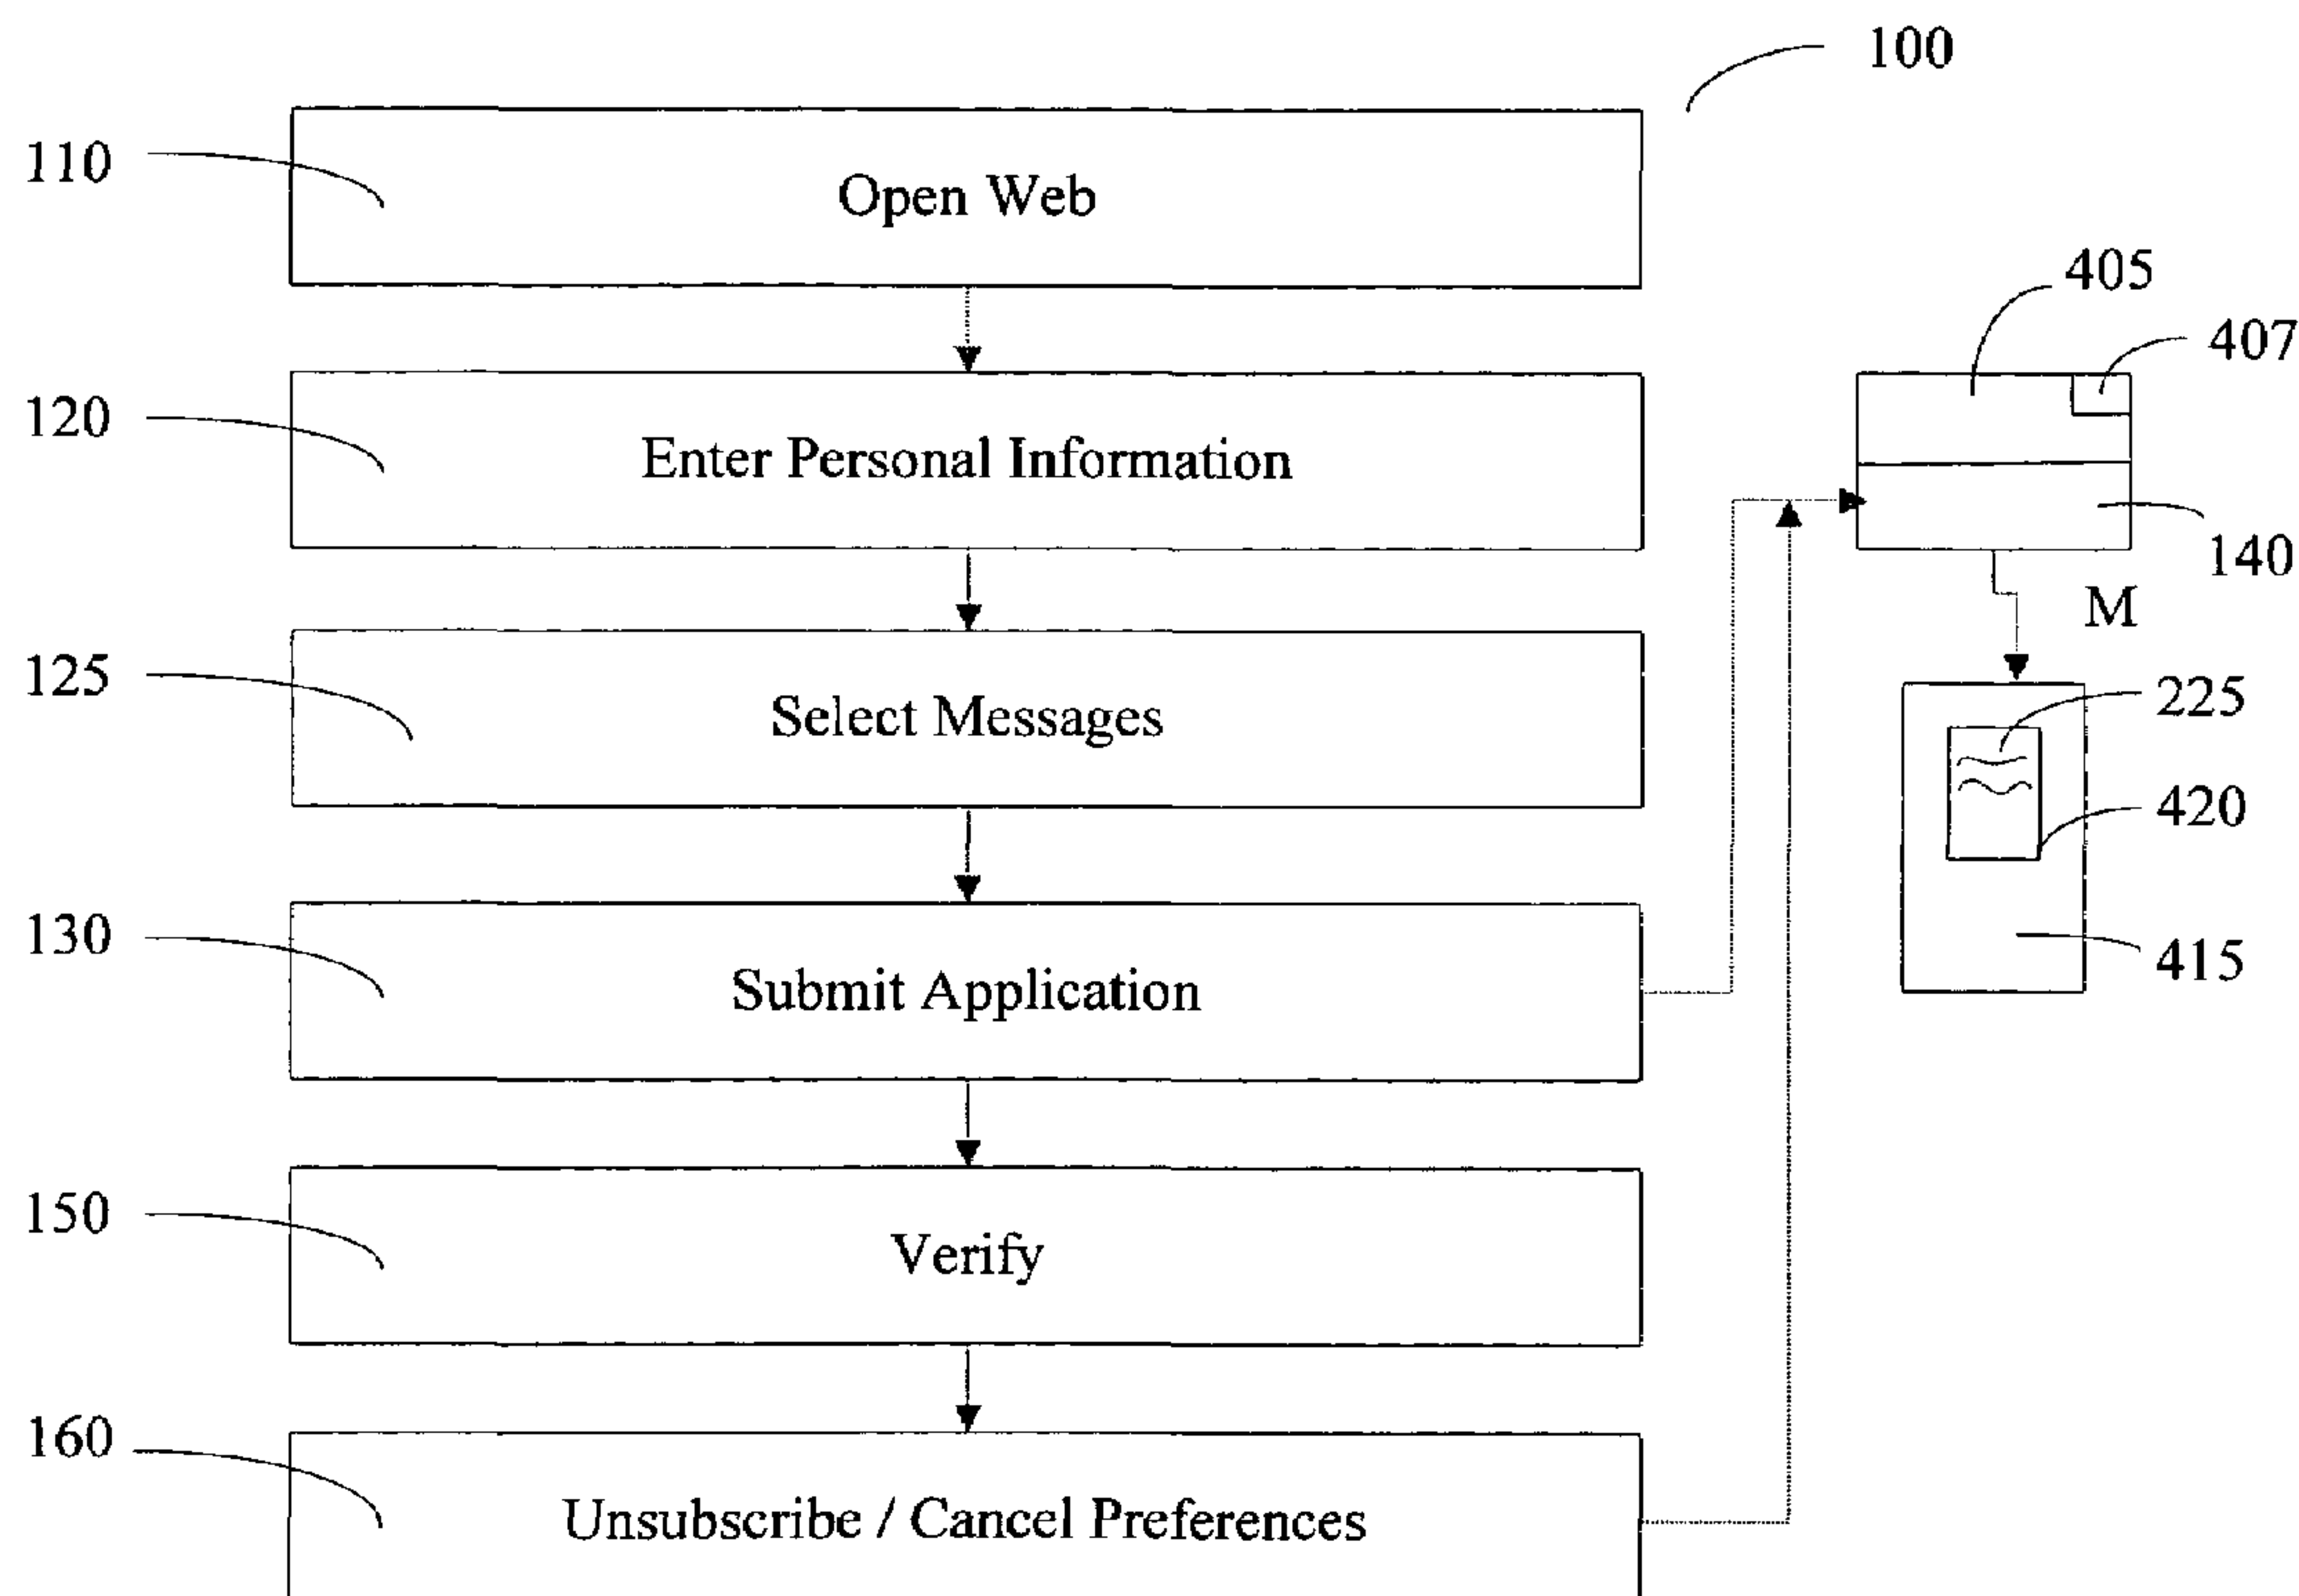 100
110
Open Web
405
407
120
Enter Personal Information
140
M
125
Select Messages
225
420
130
Submit Application
415
150
Verify
160
Unsubscribe / Cancel Preferences